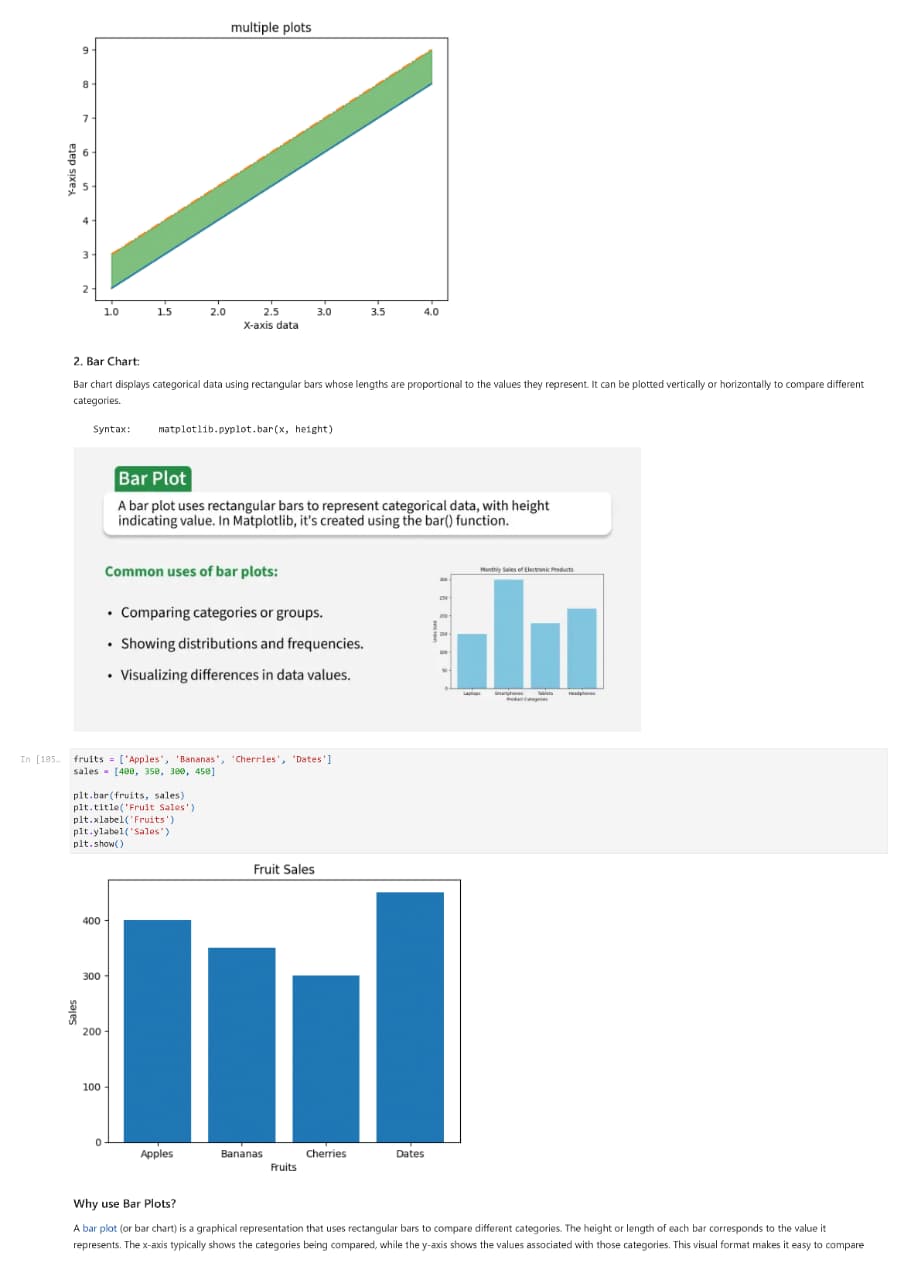 multiple plots
9
8
7
6
5
4
3
2
Y-axis data
1.0 1.5 2.0 2.5 3.0 3.5 4.0
X-axis data
2. Bar Chart:
Bar chart displays categorical data using rectangular bars whose lengths are proportional to the values they represent. It can be plotted vertically or horizontally to compare different
categories.
Syntax: matplotlib.pyplot.bar(x, height)
Bar Plot
A bar plot uses rectangular bars to represent categorical data, with height
indicating value. In Matplotlib, it's created using the bar() function.
Common uses of bar plots:
• Comparing categories or groups.
• Showing distributions and frequencies.
• Visualizing differences in data values.
Monthly Sales of Electronic Products
300
250
200
150
100
50
0
Laptops Smartphones Tablets Headphones
Product Categories
In [105…
fruits = ['Apples', 'Bananas', 'Cherries', 'Dates']
sales = [400, 350, 300, 450]
plt.bar(fruits, sales)
plt.title('Fruit Sales')
plt.xlabel('Fruits')
plt.ylabel('Sales')
plt.show()
Fruit Sales
400
300
200
100
0
Sales
Apples Bananas Cherries Dates
Fruits
Why use Bar Plots?
A bar plot (or bar chart) is a graphical representation that uses rectangular bars to compare different categories. The height or length of each bar corresponds to the value it
represents. The x-axis typically shows the categories being compared, while the y-axis shows the values associated with those categories. This visual format makes it easy to compare